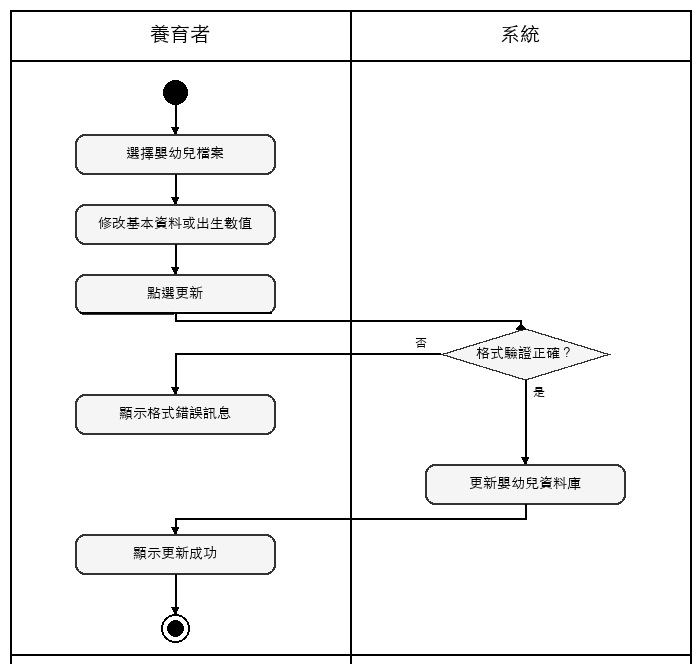 養育者
系統
選擇嬰幼兒檔案
修改基本資料或出生數值
點選更新
格式驗證正確？
否
是
顯示格式錯誤訊息
更新嬰幼兒資料庫
顯示更新成功